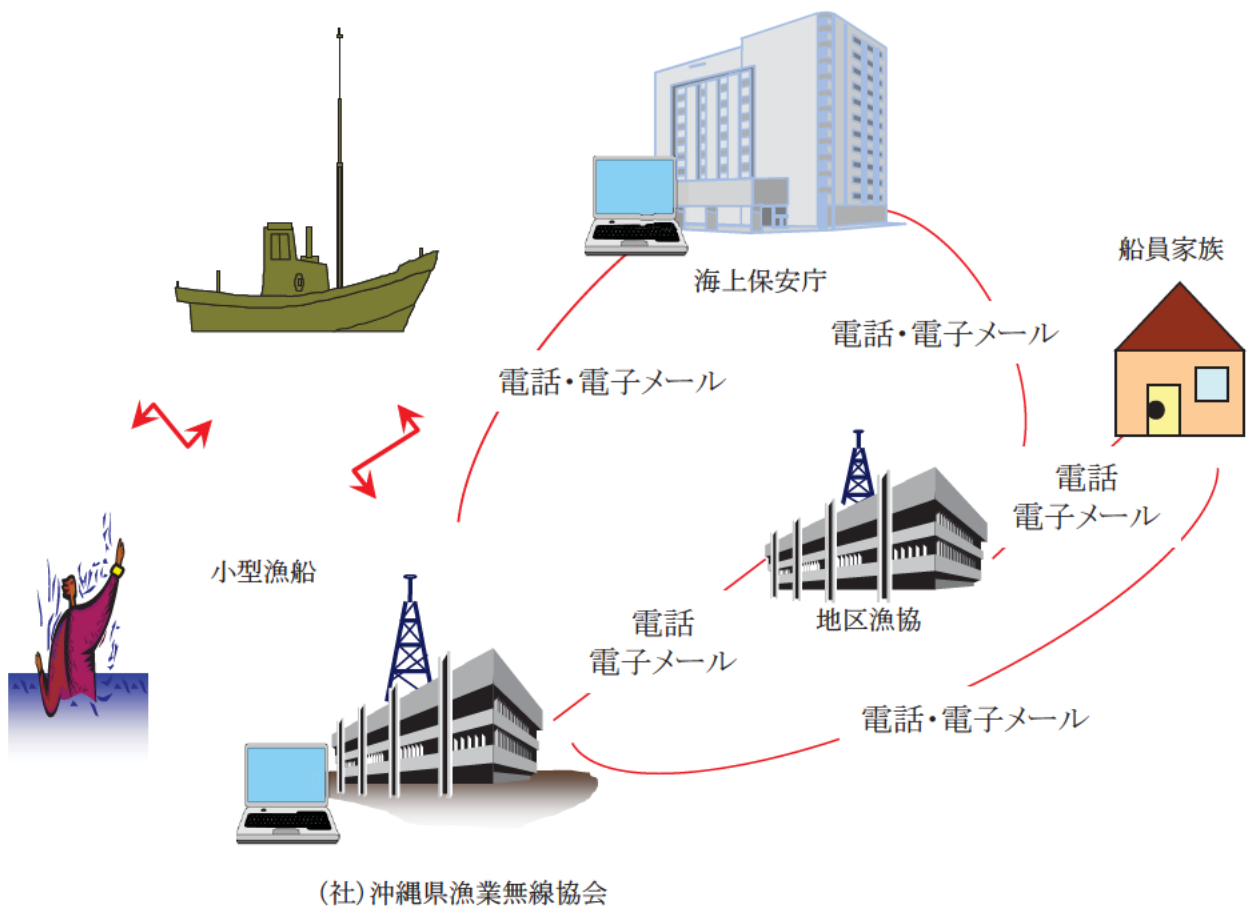 船員家族
海上保安庁
電話・電子メール
電話・電子メール
電話
電子メール
小型漁船
地区漁協
電話
電子メール
電話・電子メール
(社)沖縄県漁業無線協会